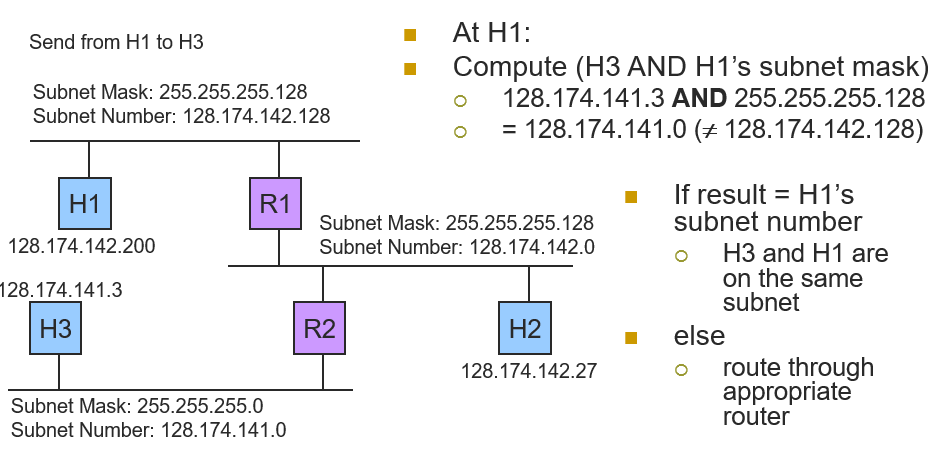 Send from H1 to H3
Subnet Mask: 255.255.255.128
Subnet Number: 128.174.142.128
H1
R1
128.174.142.200
Subnet Mask: 255.255.255.128
Subnet Number: 128.174.142.0
128.174.141.3
H3
R2
H2
128.174.142.27
Subnet Mask: 255.255.255.0
Subnet Number: 128.174.141.0
At H1:
Compute (H3 AND H1’s subnet mask)
128.174.141.3 AND 255.255.255.128
= 128.174.141.0 (≠ 128.174.142.128)
If result = H1’s
subnet number
H3 and H1 are
on the same
subnet
else
route through
appropriate
router